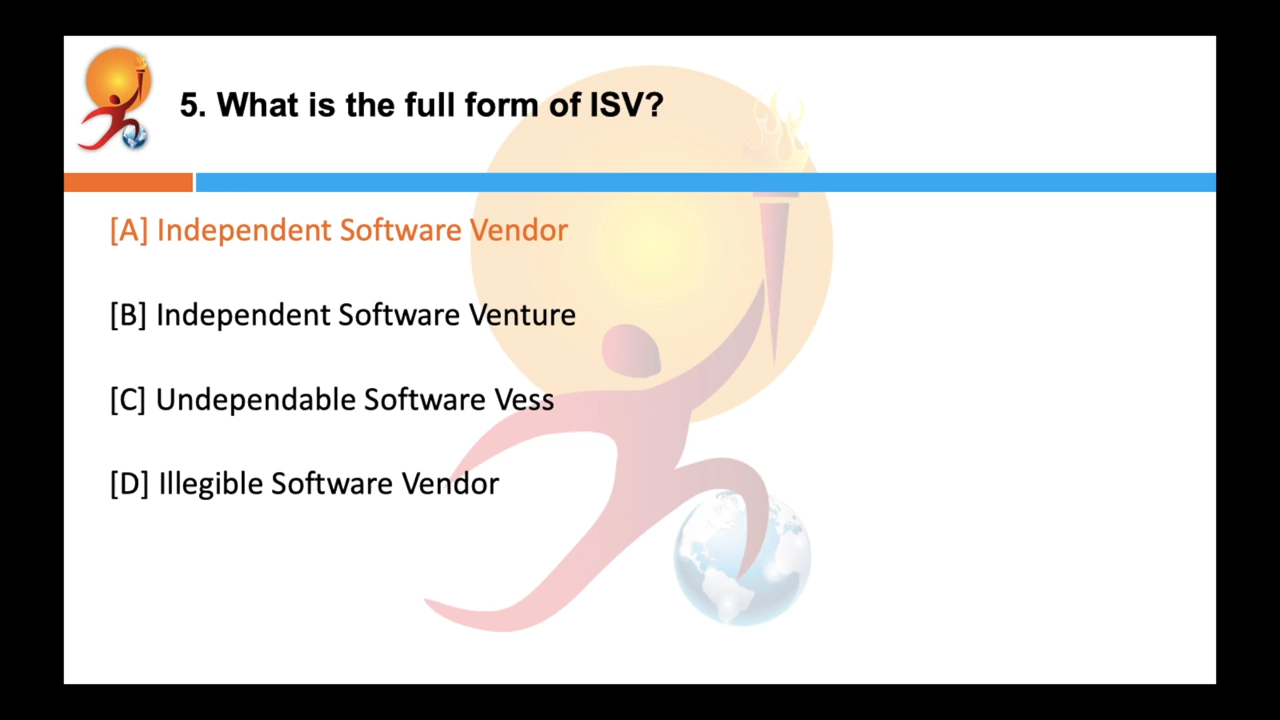 5. What is the full form of ISV?
[A] Independent Software Vendor
[B] Independent Software Venture
[C] Undependable Software Vess
[D] Illegible Software Vendor